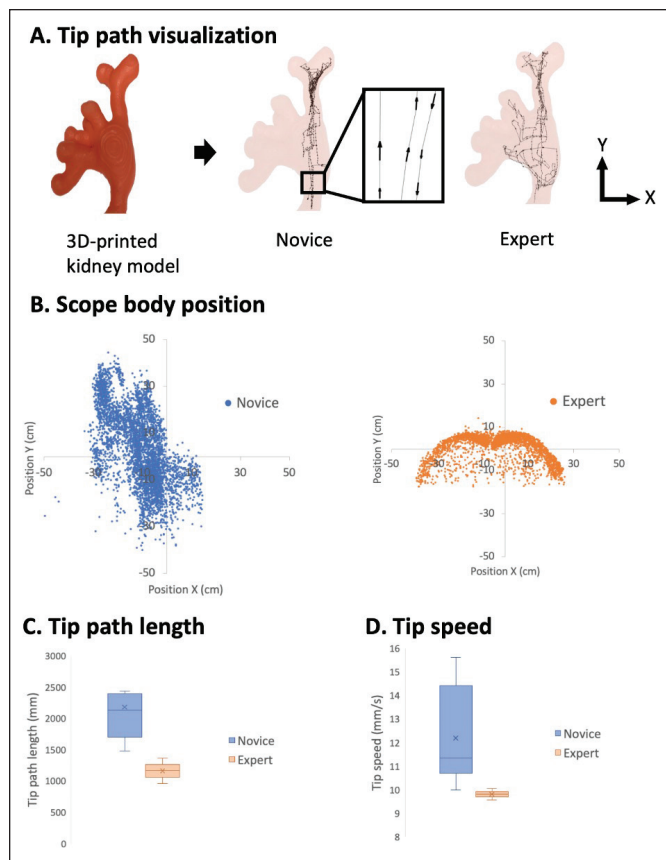 A. Tip path visualization
3D-printed
kidney model
Novice
Expert
Y
X
B. Scope body position
50
30
10
-10
-30
-50
-50
-30
-10
10
30
50
Position Y (cm)
Position X (cm)
Novice
50
30
10
-10
-30
-50
-50
-30
-10
10
30
50
Position Y (cm)
Position X (cm)
Expert
C. Tip path length
3000
2500
2000
1500
1000
500
0
Tip path length (mm)
Novice
Expert
D. Tip speed
16
15
14
13
12
11
10
9
8
Tip speed (mm/s)
Novice
Expert